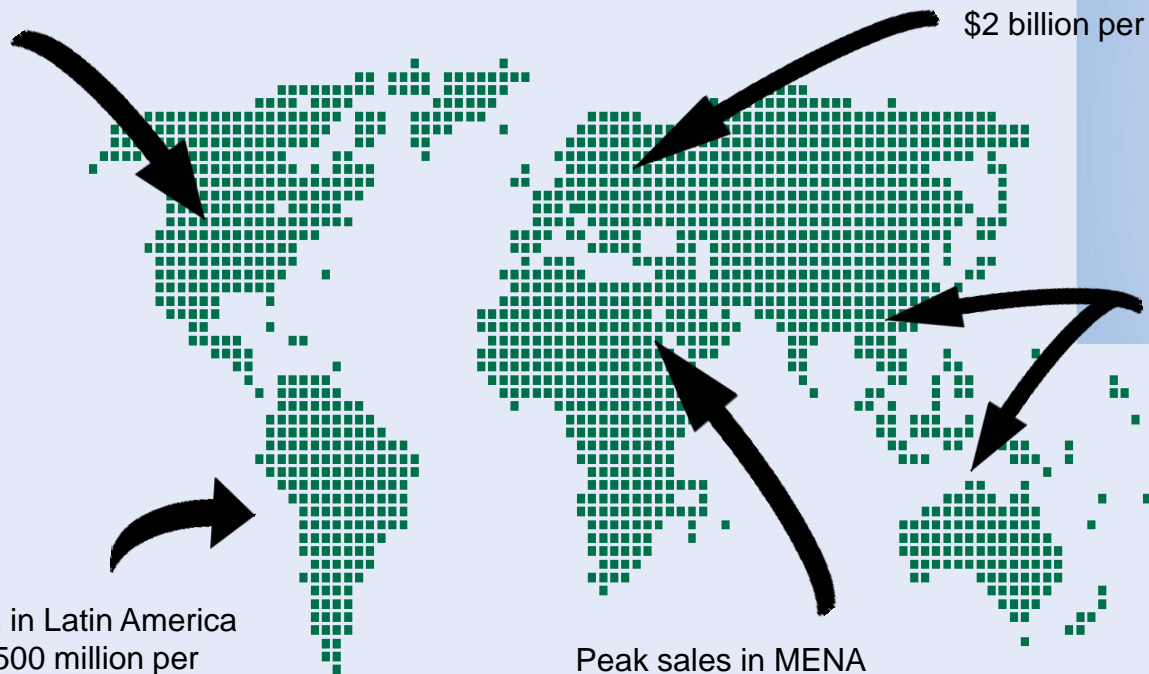 $2 billion per
in Latin America
500 million per
Peak sales in MENA